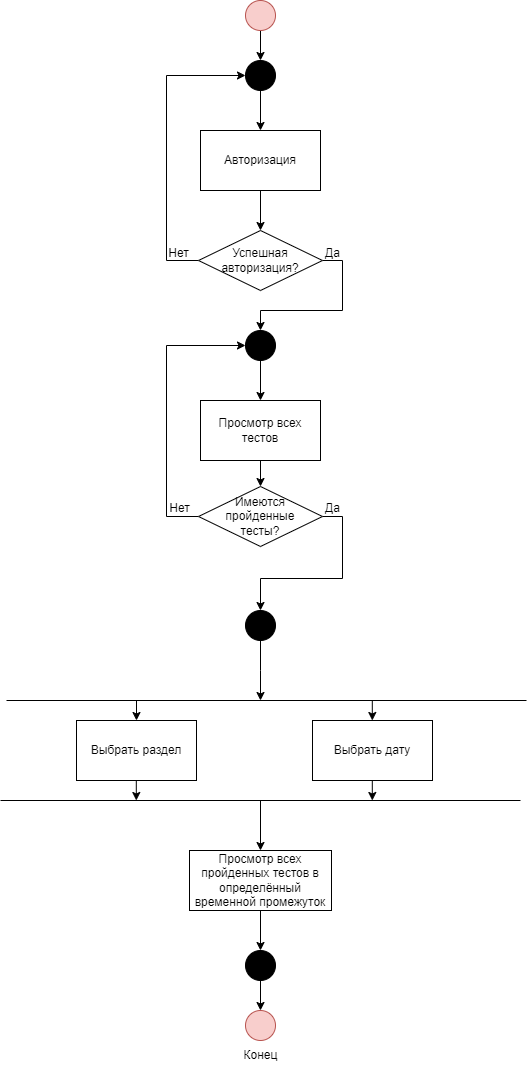 Авторизация
Успешная
авторизация?
Нет
Да
Просмотр всех
тестов
Имеются
пройденные
тесты?
Нет
Да
Выбрать раздел
Выбрать дату
Просмотр всех
пройденных тестов в
определённый
временной промежуток
Конец